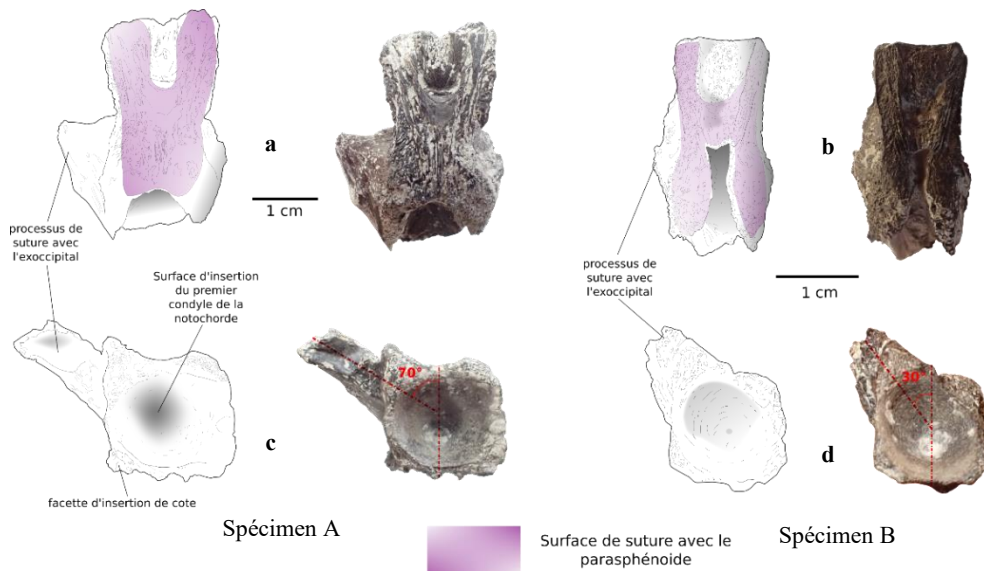 a
1 cm
processus de
suture avec
l'exoccipital
Surface d'insertion
du premier
condyle de la
notochorde
70°
c
facette d'insertion de cote
Spécimen A
b
processus de
suture avec
l'exoccipital
1 cm
30°
d
Spécimen B
Surface de suture avec le
parasphénoide